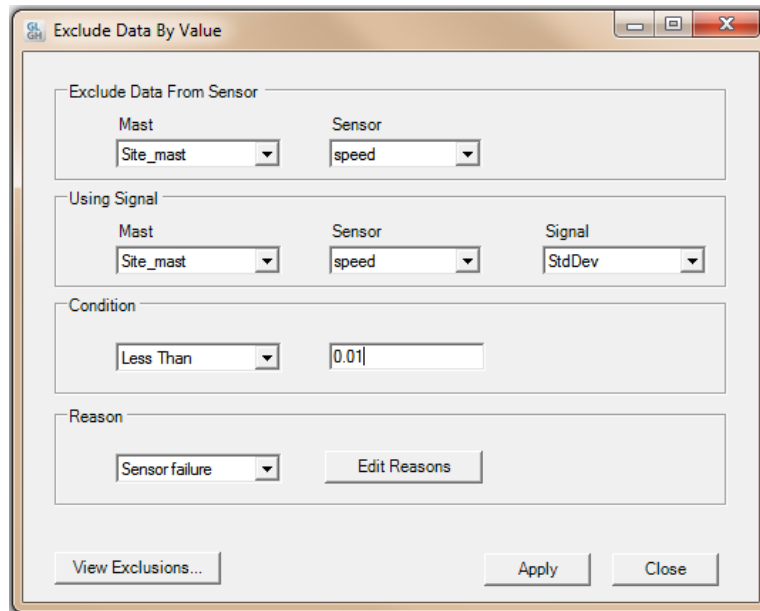 GL GH Exclude Data By Value
Exclude Data From Sensor
Mast Sensor
Site_mast speed
Using Signal
Mast Sensor Signal
Site_mast speed StdDev
Condition
Less Than 0.01
Reason
Sensor failure Edit Reasons
View Exclusions... Apply Close